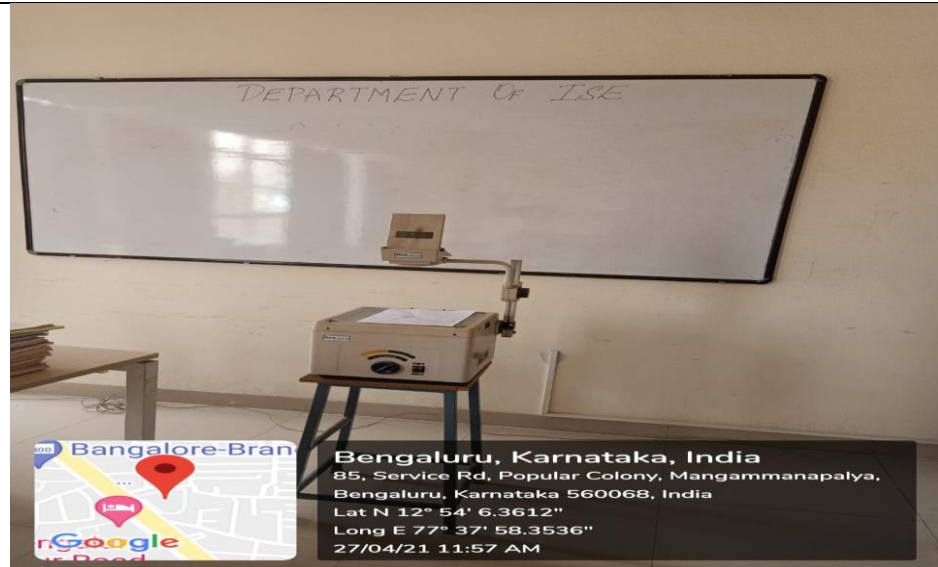 DEPARTMENT OF ISE
Bangalore-Bran
Google
Bengaluru, Karnataka, India
85, Service Rd, Popular Colony, Mangammanapalya,
Bengaluru, Karnataka 560068, India
Lat N 12° 54' 6.3612"
Long E 77° 37' 58.3536"
27/04/21 11:57 AM